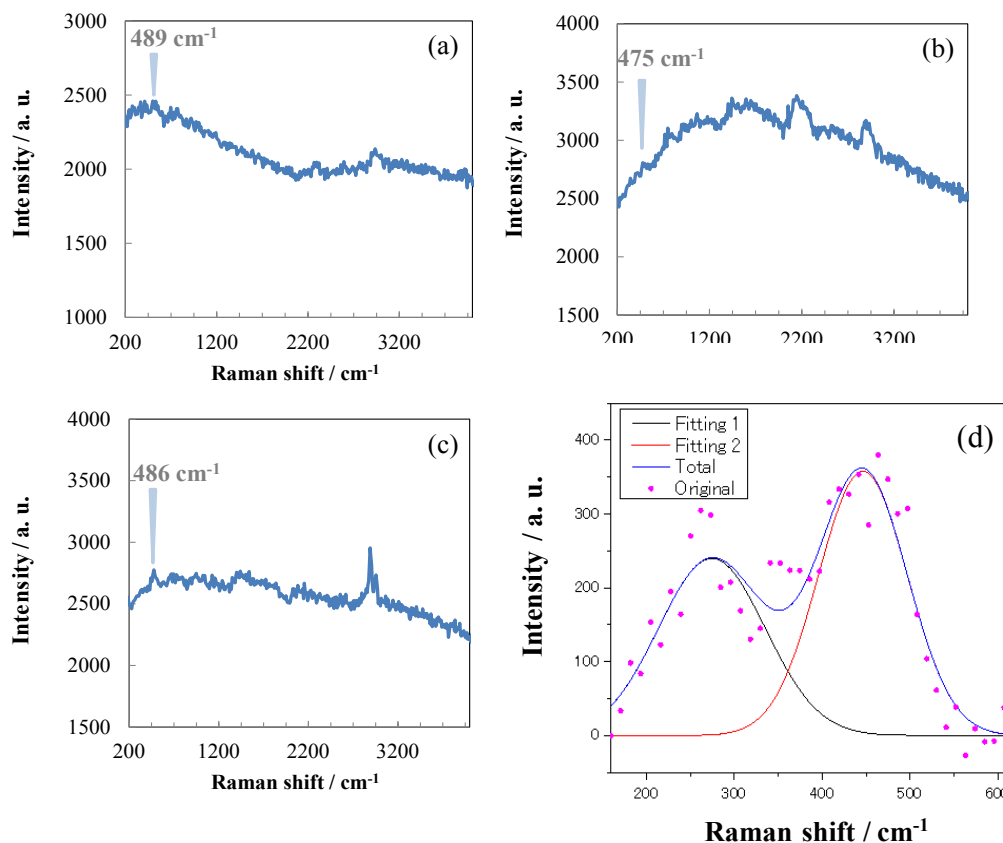 3000
2500
2000
1500
1000
200 1200 2200 3200
Intensity / a. u.
Raman shift / cm-1
489 cm-1
(a)
4000
3500
3000
2500
2000
1500
200 1200 2200 3200
Intensity / a. u.
475 cm-1
(b)
4000
3500
3000
2500
2000
1500
200 1200 2200 3200
Intensity / a. u.
Raman shift / cm-1
486 cm-1
(c)
Fitting 1
Fitting 2
Total
Original
(d)
400
300
200
100
0
200 300 400 500 600
Intensity / a. u.
Raman shift / cm-1